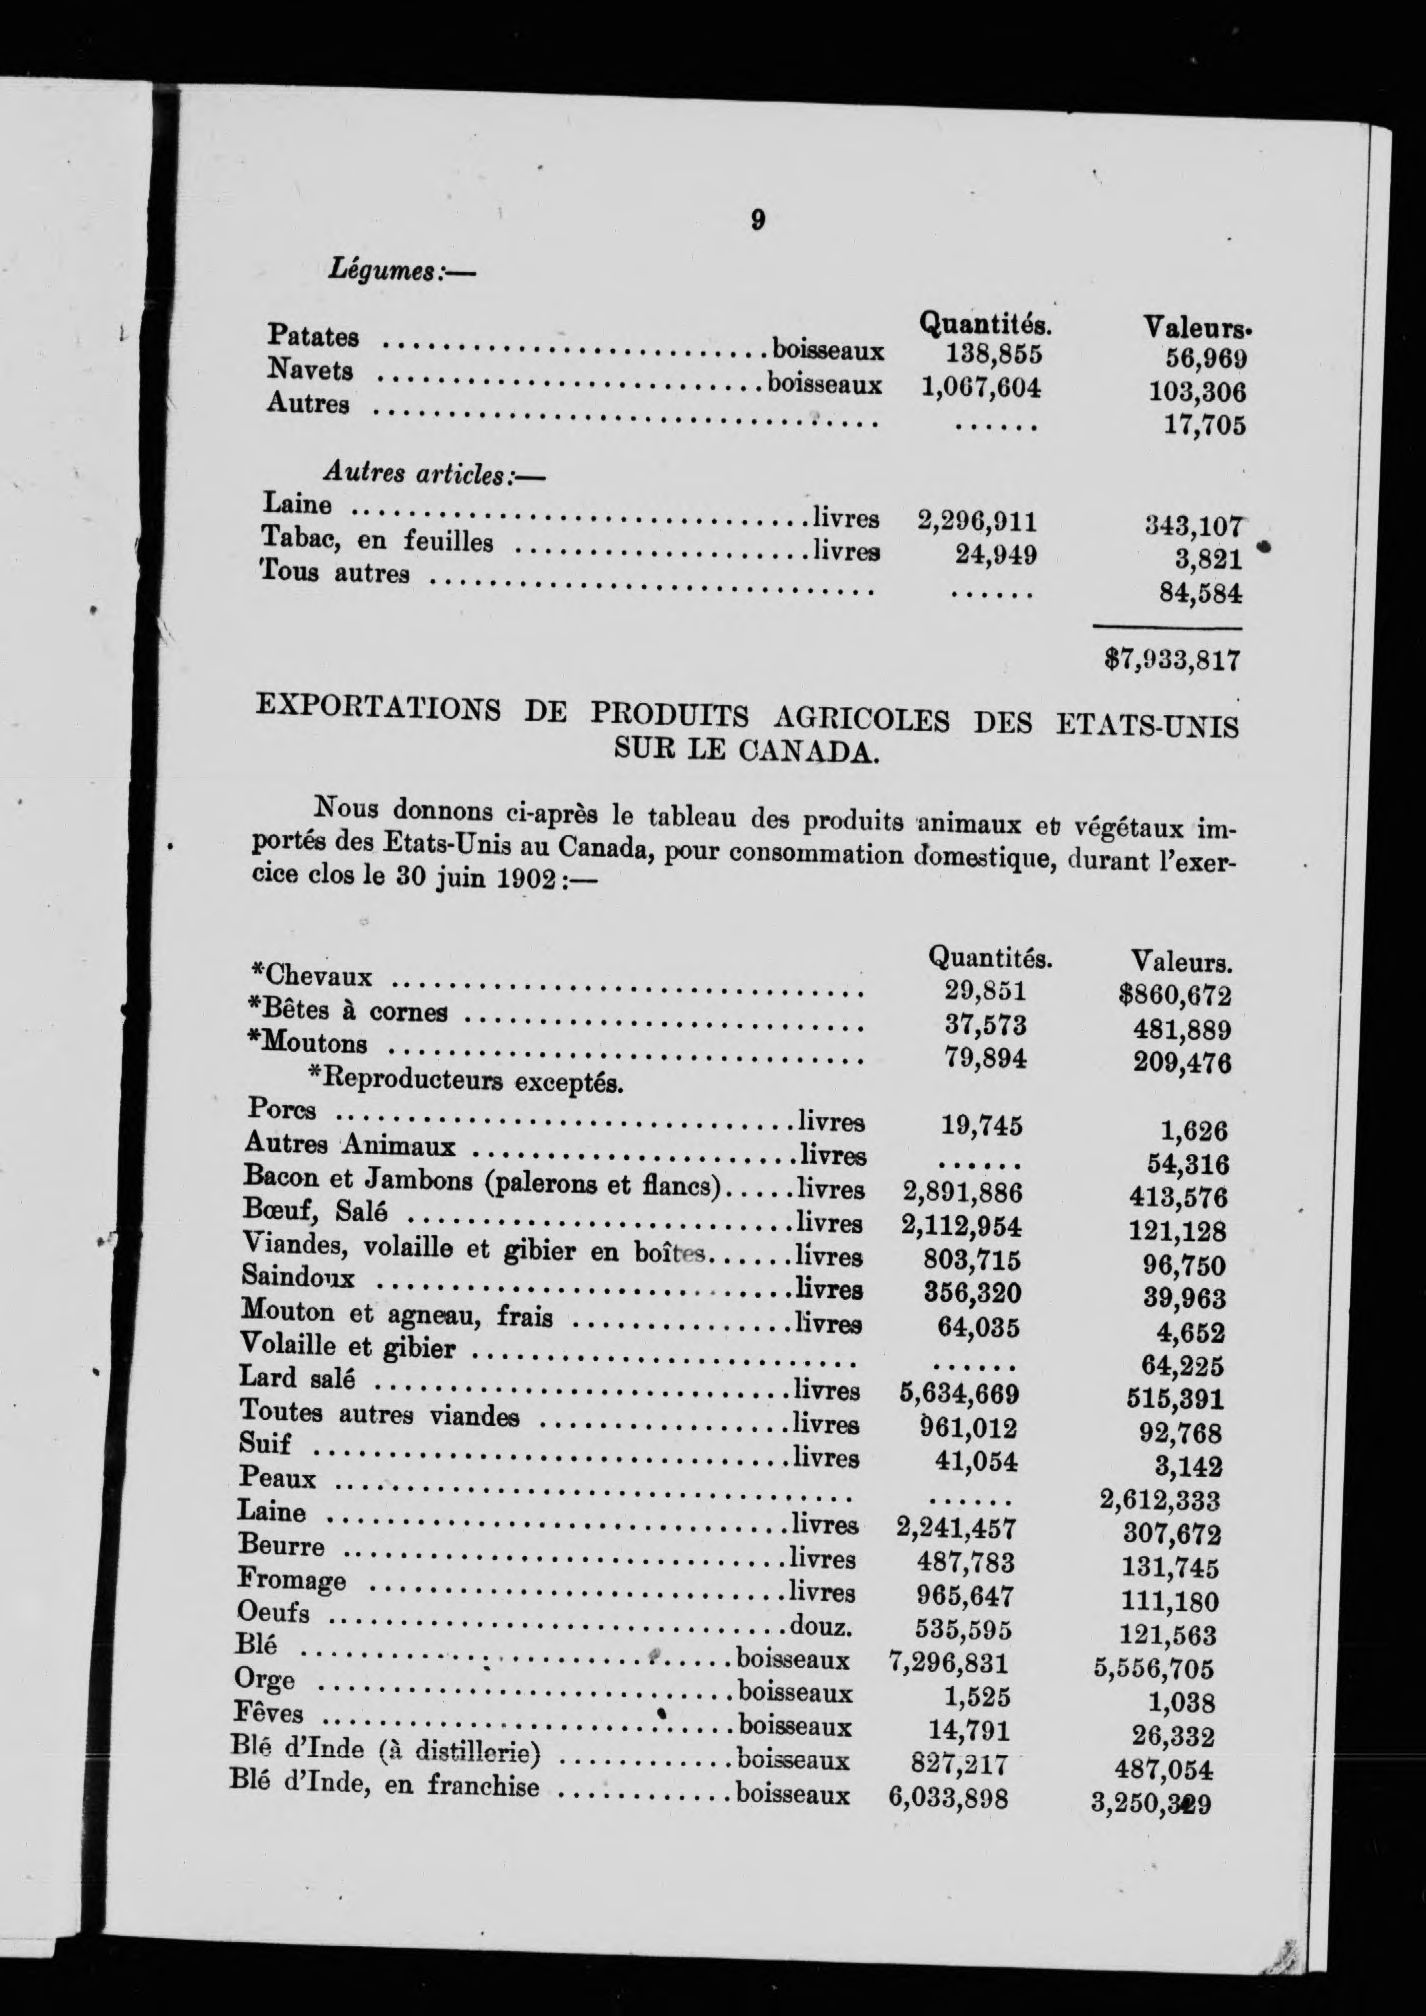 9
Légumes:—
Quantités. Valeurs.
Patates .......................... boisseaux 138,855 56,969
Navets .......................... boisseaux 1,067,604 103,306
Autres .................................. ...... 17,705
Autres articles:—
Laine ............................... livres 2,296,911 343,107
Tabac, en feuilles .................... livres 24,949 3,821
Tous autres .............................. ...... 84,584
$7,933,817
EXPORTATIONS DE PRODUITS AGRICOLES DES ETATS-UNIS
SUR LE CANADA.
Nous donnons ci-après le tableau des produits animaux et végétaux im-
portés des Etats-Unis au Canada, pour consommation domestique, durant l'exer-
cice clos le 30 juin 1902:—
Quantités. Valeurs.
*Chevaux ................................ 29,851 $860,672
*Bêtes à cornes ........................... 37,573 481,889
*Moutons ................................ 79,894 209,476
*Reproducteurs exceptés.
Porcs ............................... livres 19,745 1,626
Autres Animaux ...................... livres ...... 54,316
Bacon et Jambons (palerons et flancs)..... livres 2,891,886 413,576
Bœuf, Salé .......................... livres 2,112,954 121,128
Viandes, volaille et gibier en boîtes...... livres 803,715 96,750
Saindoux ............................ livres 356,320 39,963
Mouton et agneau, frais ............... livres 64,035 4,652
Volaille et gibier .......................... ...... 64,225
Lard salé ............................ livres 5,634,669 515,391
Toutes autres viandes ................. livres 961,012 92,768
Suif ................................ livres 41,054 3,142
Peaux ................................... ...... 2,612,333
Laine ............................... livres 2,241,457 307,672
Beurre .............................. livres 487,783 131,745
Fromage ............................ livres 965,647 111,180
Oeufs ............................... douz. 535,595 121,563
Blé ............................. boisseaux 7,296,831 5,556,705
Orge ............................ boisseaux 1,525 1,038
Fêves ............................ boisseaux 14,791 26,332
Blé d'Inde (à distillerie) ............ boisseaux 827,217 487,054
Blé d'Inde, en franchise ............ boisseaux 6,033,898 3,250,329